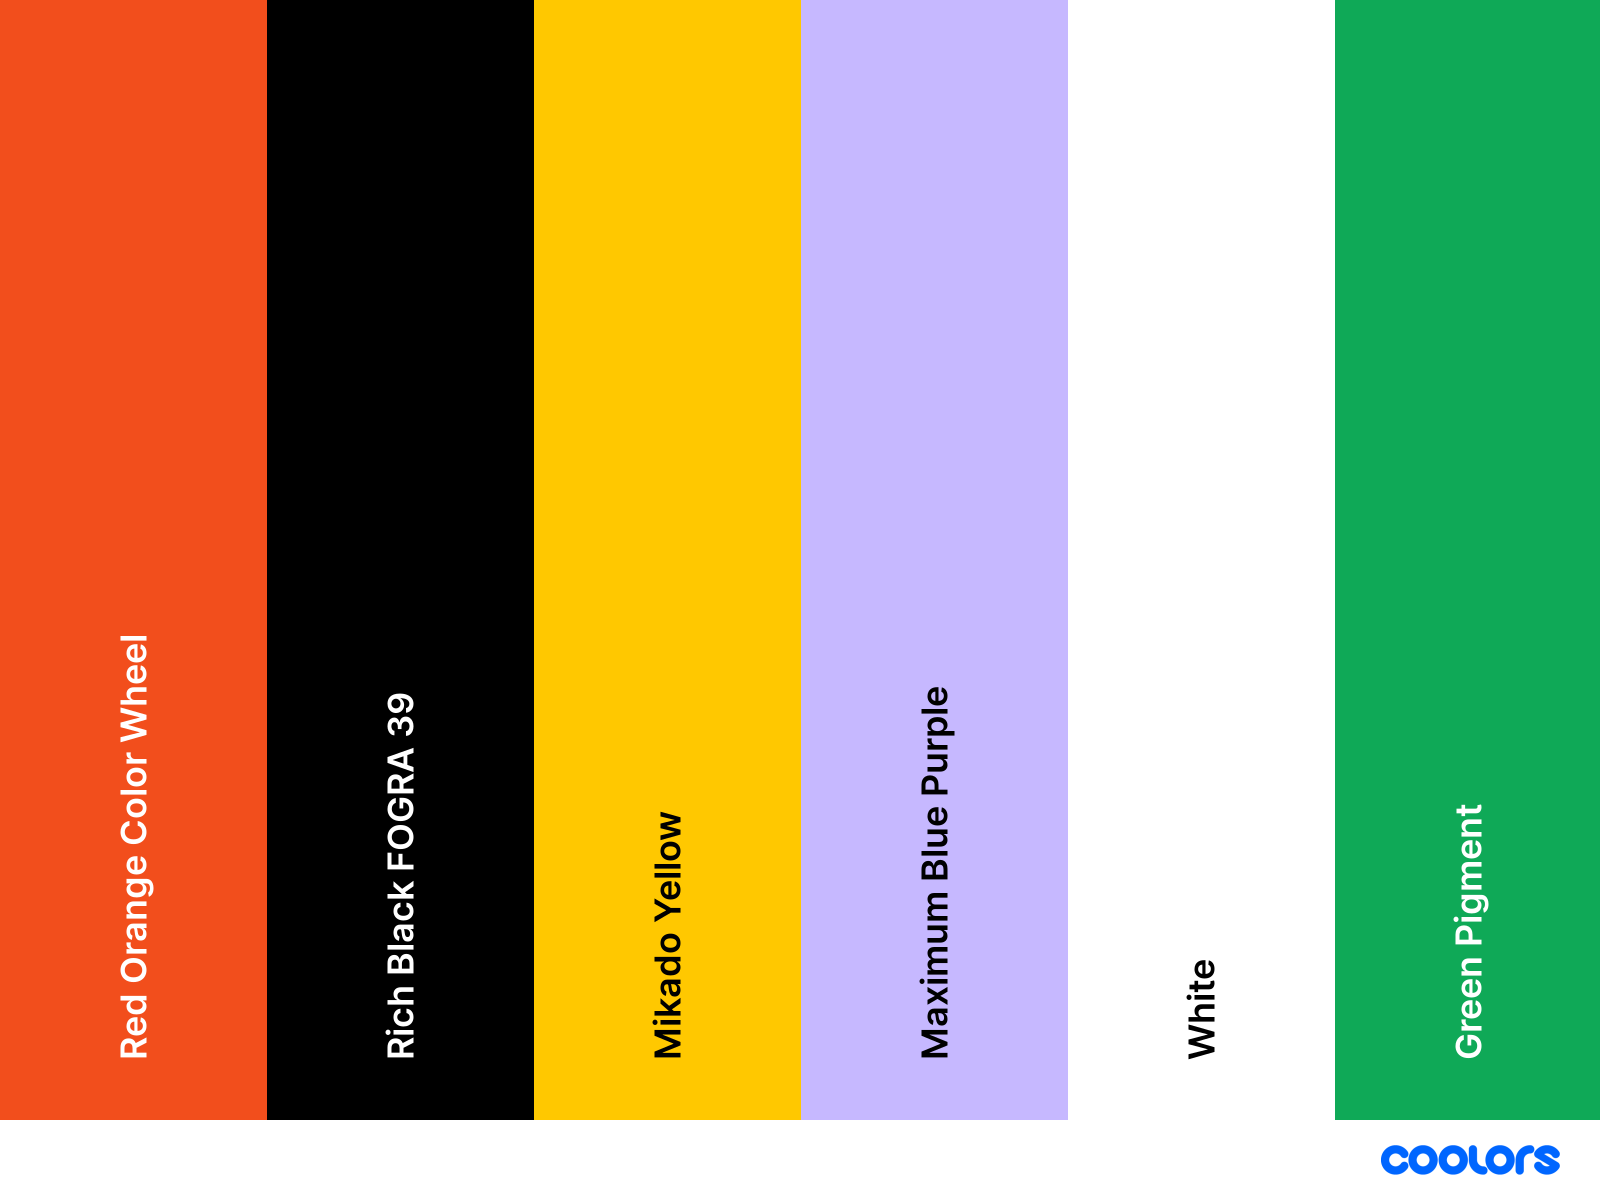 Red Orange Color Wheel
Rich Black FOGRA 39
Mikado Yellow
Maximum Blue Purple
White
Green Pigment
coolors